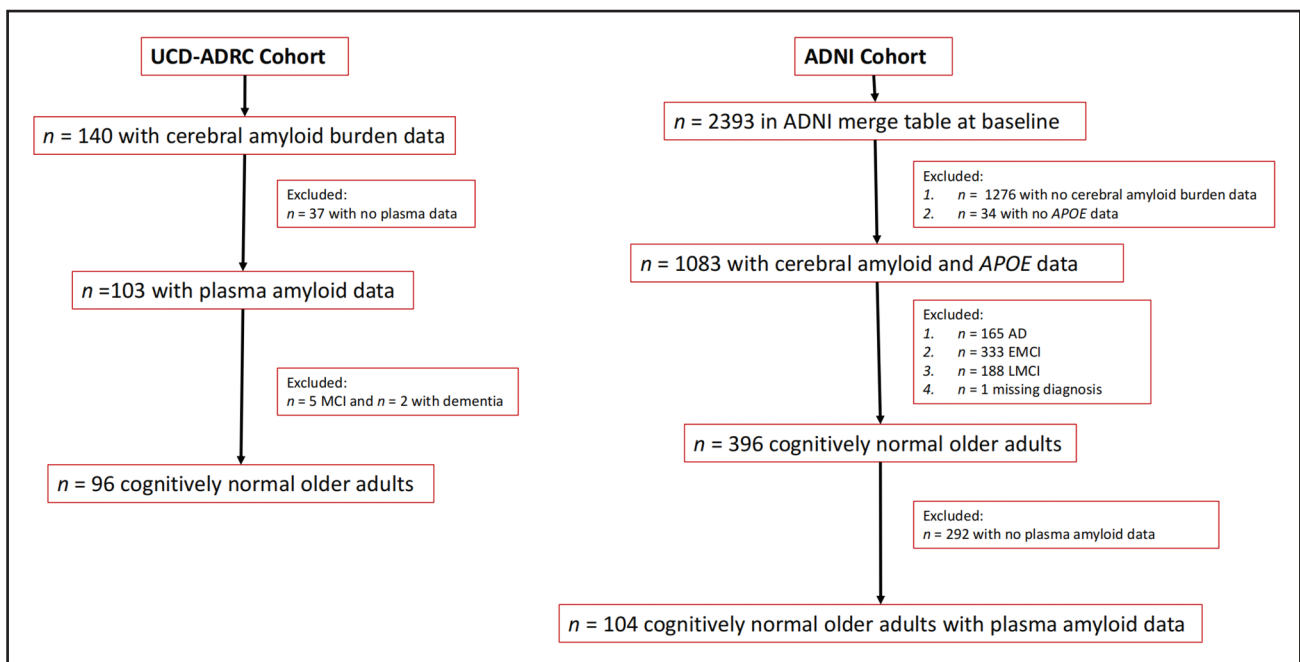 UCD-ADRC Cohort
n = 140 with cerebral amyloid burden data
Excluded:
n = 37 with no plasma data
n =103 with plasma amyloid data
Excluded:
n = 5 MCI and n = 2 with dementia
n = 96 cognitively normal older adults
ADNI Cohort
n = 2393 in ADNI merge table at baseline
Excluded:
1. n = 1276 with no cerebral amyloid burden data
2. n = 34 with no APOE data
n = 1083 with cerebral amyloid and APOE data
Excluded:
1. n = 165 AD
2. n = 333 EMCI
3. n = 188 LMCI
4. n = 1 missing diagnosis
n = 396 cognitively normal older adults
Excluded:
n = 292 with no plasma amyloid data
n = 104 cognitively normal older adults with plasma amyloid data